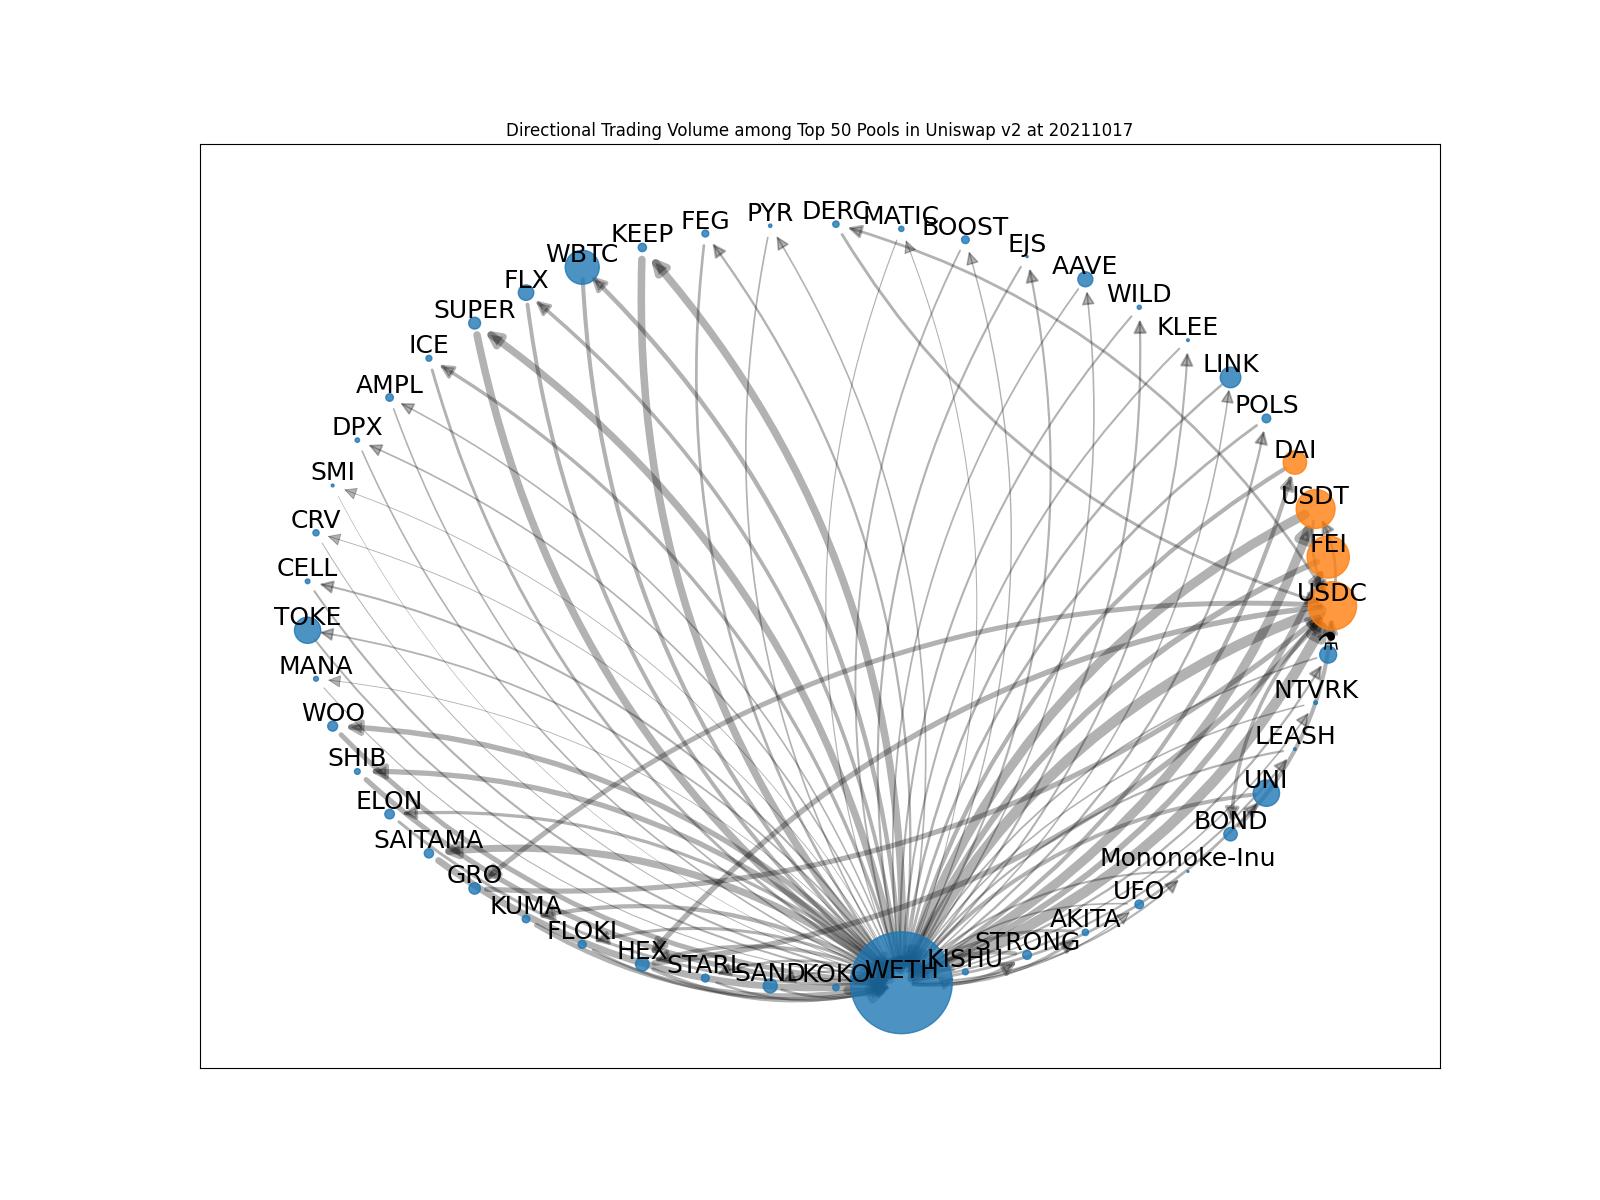 Directional Trading Volume among Top 50 Pools in Uniswap v2 at 20211017
PYR
DERC
MATIC
FEG
BOOST
KEEP
EJS
WBTC
AAVE
FLX
WILD
SUPER
KLEE
ICE
LINK
AMPL
POLS
DPX
DAI
SMI
USDT
CRV
FEI
CELL
USDC
TOKE
MANA
NTVRK
WOO
LEASH
SHIB
UNI
ELON
BOND
SAITAMA
Mononoke-Inu
GRO
UFO
KUMA
AKITA
FLOKI
STRONG
HEX
KISHU
STARL
SAND
KOKO
WETH